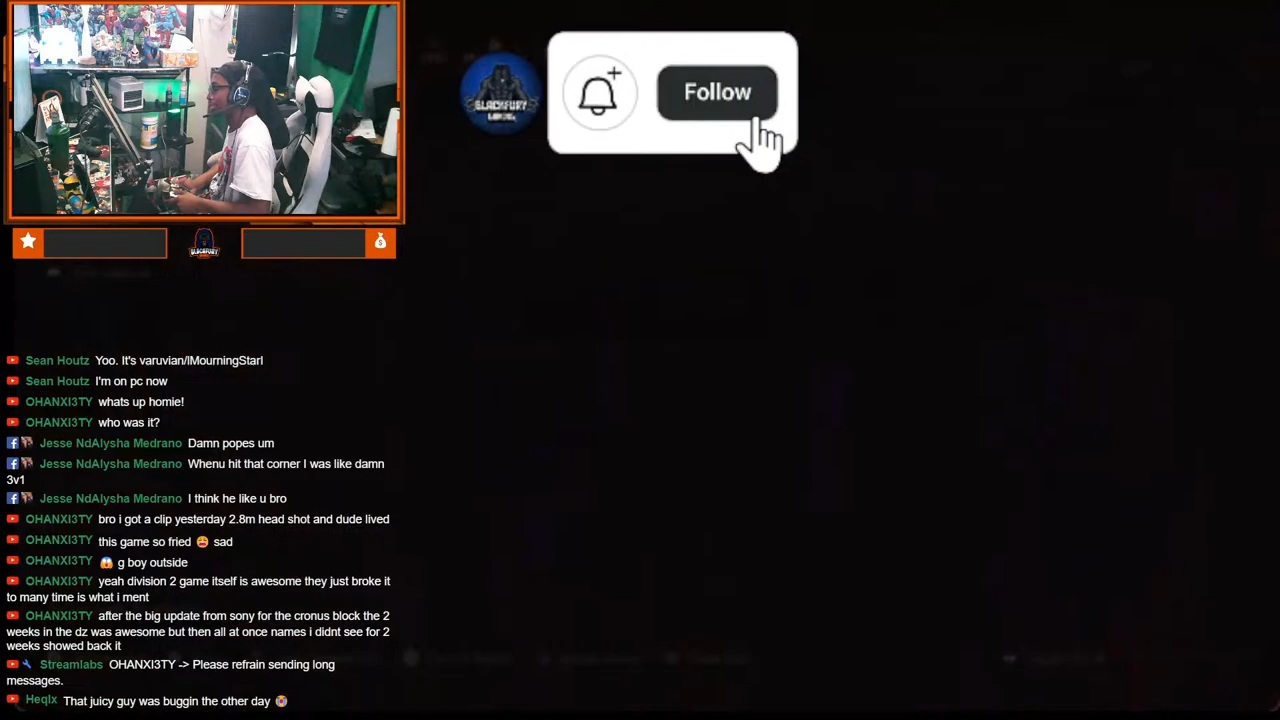 BLACKFURY
Follow
BLACKFURY
Sean Houtz Yoo. It's varuvian/lMourningStarl
Sean Houtz I'm on pc now
OHANXI3TY whats up homie!
OHANXI3TY who was it?
Jesse NdAlysha Medrano Damn popes um
Jesse NdAlysha Medrano Whenu hit that corner I was like damn
3v1
Jesse NdAlysha Medrano I think he like u bro
OHANXI3TY bro i got a clip yesterday 2.8m head shot and dude lived
OHANXI3TY this game so fried 😩 sad
OHANXI3TY 😱 g boy outside
OHANXI3TY yeah division 2 game itself is awesome they just broke it
to many time is what i ment
OHANXI3TY after the big update from sony for the cronus block the 2
weeks in the dz was awesome but then all at once names i didnt see for 2
weeks showed back it
Streamlabs OHANXI3TY -> Please refrain sending long
messages.
Heqlx That juicy guy was buggin the other day 😭